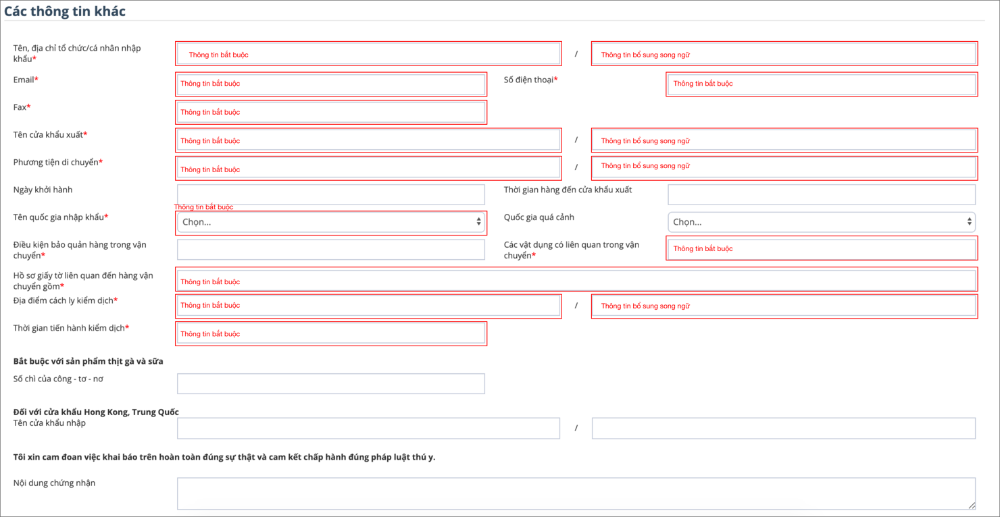 Các thông tin khác
Tên, địa chỉ tổ chức/cá nhân nhập
khẩu*
Thông tin bắt buộc
/
Thông tin bổ sung song ngữ
Email*
Thông tin bắt buộc
Số điện thoại*
Thông tin bắt buộc
Fax*
Thông tin bắt buộc
Tên cửa khẩu xuất*
Thông tin bắt buộc
/
Thông tin bổ sung song ngữ
Phương tiện di chuyển*
Thông tin bắt buộc
/
Thông tin bổ sung song ngữ
Ngày khởi hành
Thời gian hàng đến cửa khẩu xuất
Thông tin bắt buộc
Tên quốc gia nhập khẩu*
Chọn...
Quốc gia quá cảnh
Chọn...
Điều kiện bảo quản hàng trong vận
chuyển*
Các vật dụng có liên quan trong vận
chuyển*
Thông tin bắt buộc
Hồ sơ giấy tờ liên quan đến hàng vận
chuyển gồm*
Thông tin bắt buộc
Địa điểm cách ly kiểm dịch*
Thông tin bắt buộc
/
Thông tin bổ sung song ngữ
Thời gian tiến hành kiểm dịch*
Thông tin bắt buộc
Bắt buộc với sản phẩm thịt gà và sữa
Số chì của công - tơ - nơ
Đối với cửa khẩu Hong Kong, Trung Quốc
Tên cửa khẩu nhập
/
Tôi xin cam đoan việc khai báo trên hoàn toàn đúng sự thật và cam kết chấp hành đúng pháp luật thú y.
Nội dung chứng nhận